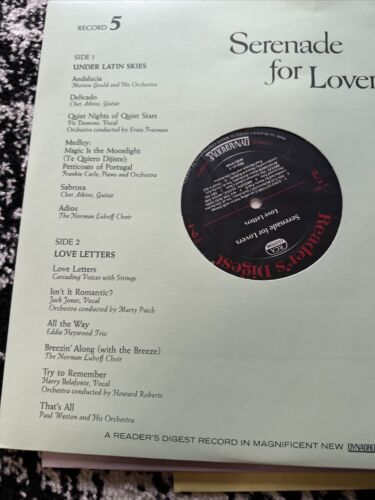 RECORD 5
Serenade
for Lover
SIDE 1
UNDER LATIN SKIES
Andalucia
Morton Gould and His Orchestra
Delicado
Chet Atkins, Guitar
Quiet Nights of Quiet Stars
Vic Damone, Vocal
Orchestra conducted by Ernie Freeman
Medley:
Magic Is the Moonlight
(Te Quiero Dijiste);
Petticoats of Portugal
Frankie Carle, Piano and Orchestra
Sabrosa
Chet Atkins, Guitar
Adios
The Norman Luboff Choir
SIDE 2
LOVE LETTERS
Love Letters
Cascading Voices with Strings
Isn't It Romantic?
Jack Jones, Vocal
Orchestra conducted by Marty Paich
All the Way
Eddie Heywood Trio
Breezin' Along (with the Breeze)
The Norman Luboff Choir
Try to Remember
Harry Belafonte, Vocal
Orchestra conducted by Howard Roberts
That's All
Paul Weston and His Orchestra
Reader's Digest
RCA
Serenade for Lovers
Love Letters
DYNAGROOVE
A READER'S DIGEST RECORD IN MAGNIFICENT NEW DYNAGRO